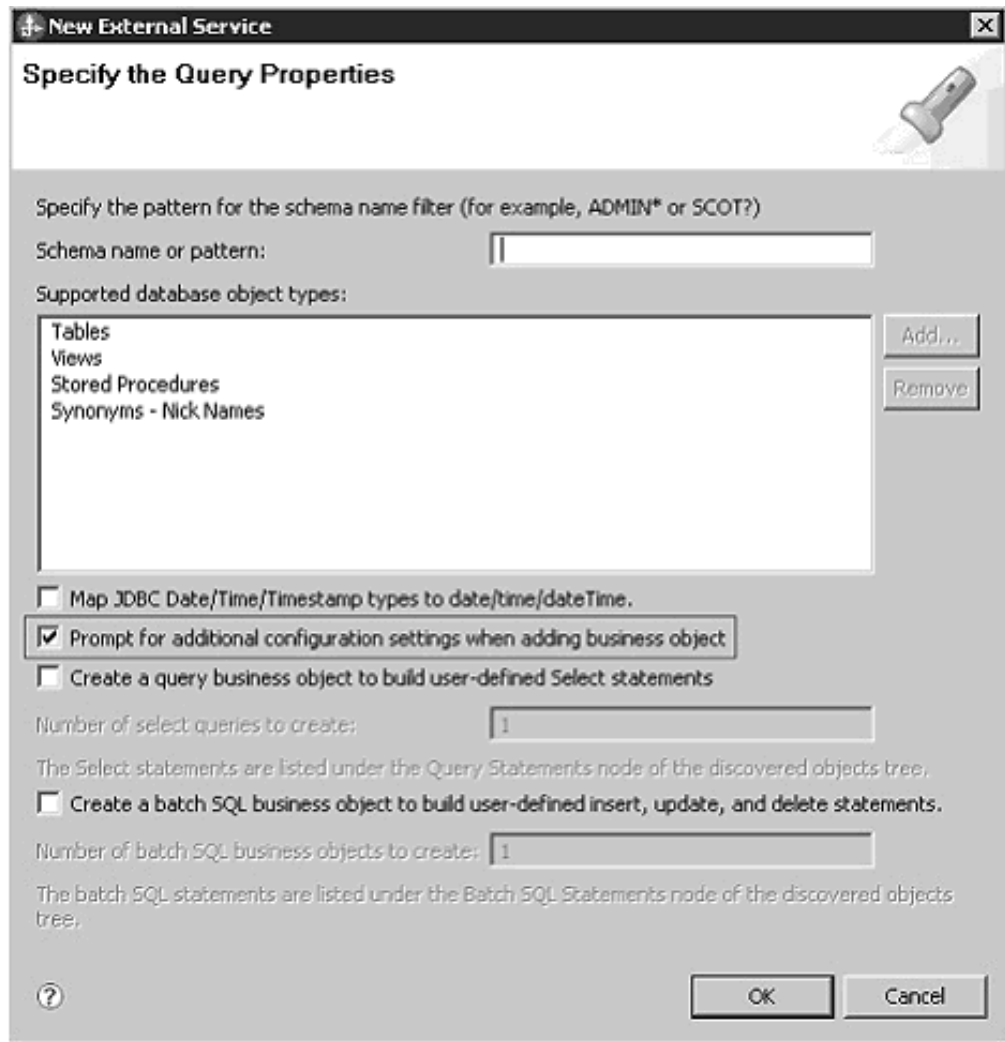 New External Service
Specify the Query Properties
Specify the pattern for the schema name filter (for example, ADMIN* or SCOT?)
Schema name or pattern:
Supported database object types:
Tables
Views
Stored Procedures
Synonyms - Nick Names
Add...
Remove
Map JDBC Date/Time/Timestamp types to date/time/dateTime.
Prompt for additional configuration settings when adding business object
Create a query business object to build user-defined Select statements
Number of select queries to create: 1
The Select statements are listed under the Query Statements node of the discovered objects tree.
Create a batch SQL business object to build user-defined insert, update, and delete statements.
Number of batch SQL business objects to create: 1
The batch SQL statements are listed under the Batch SQL Statements node of the discovered objects
tree.
?
OK Cancel